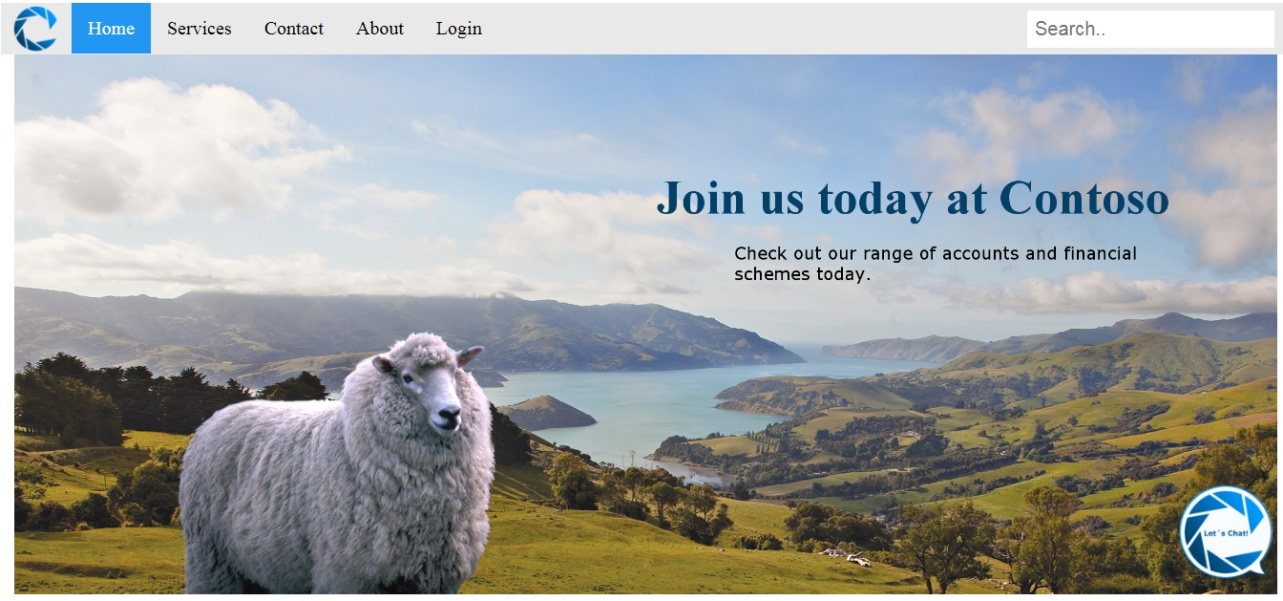 Home Services Contact About Login Search..
Join us today at Contoso
Check out our range of accounts and financial
schemes today.
Let´s Chat!